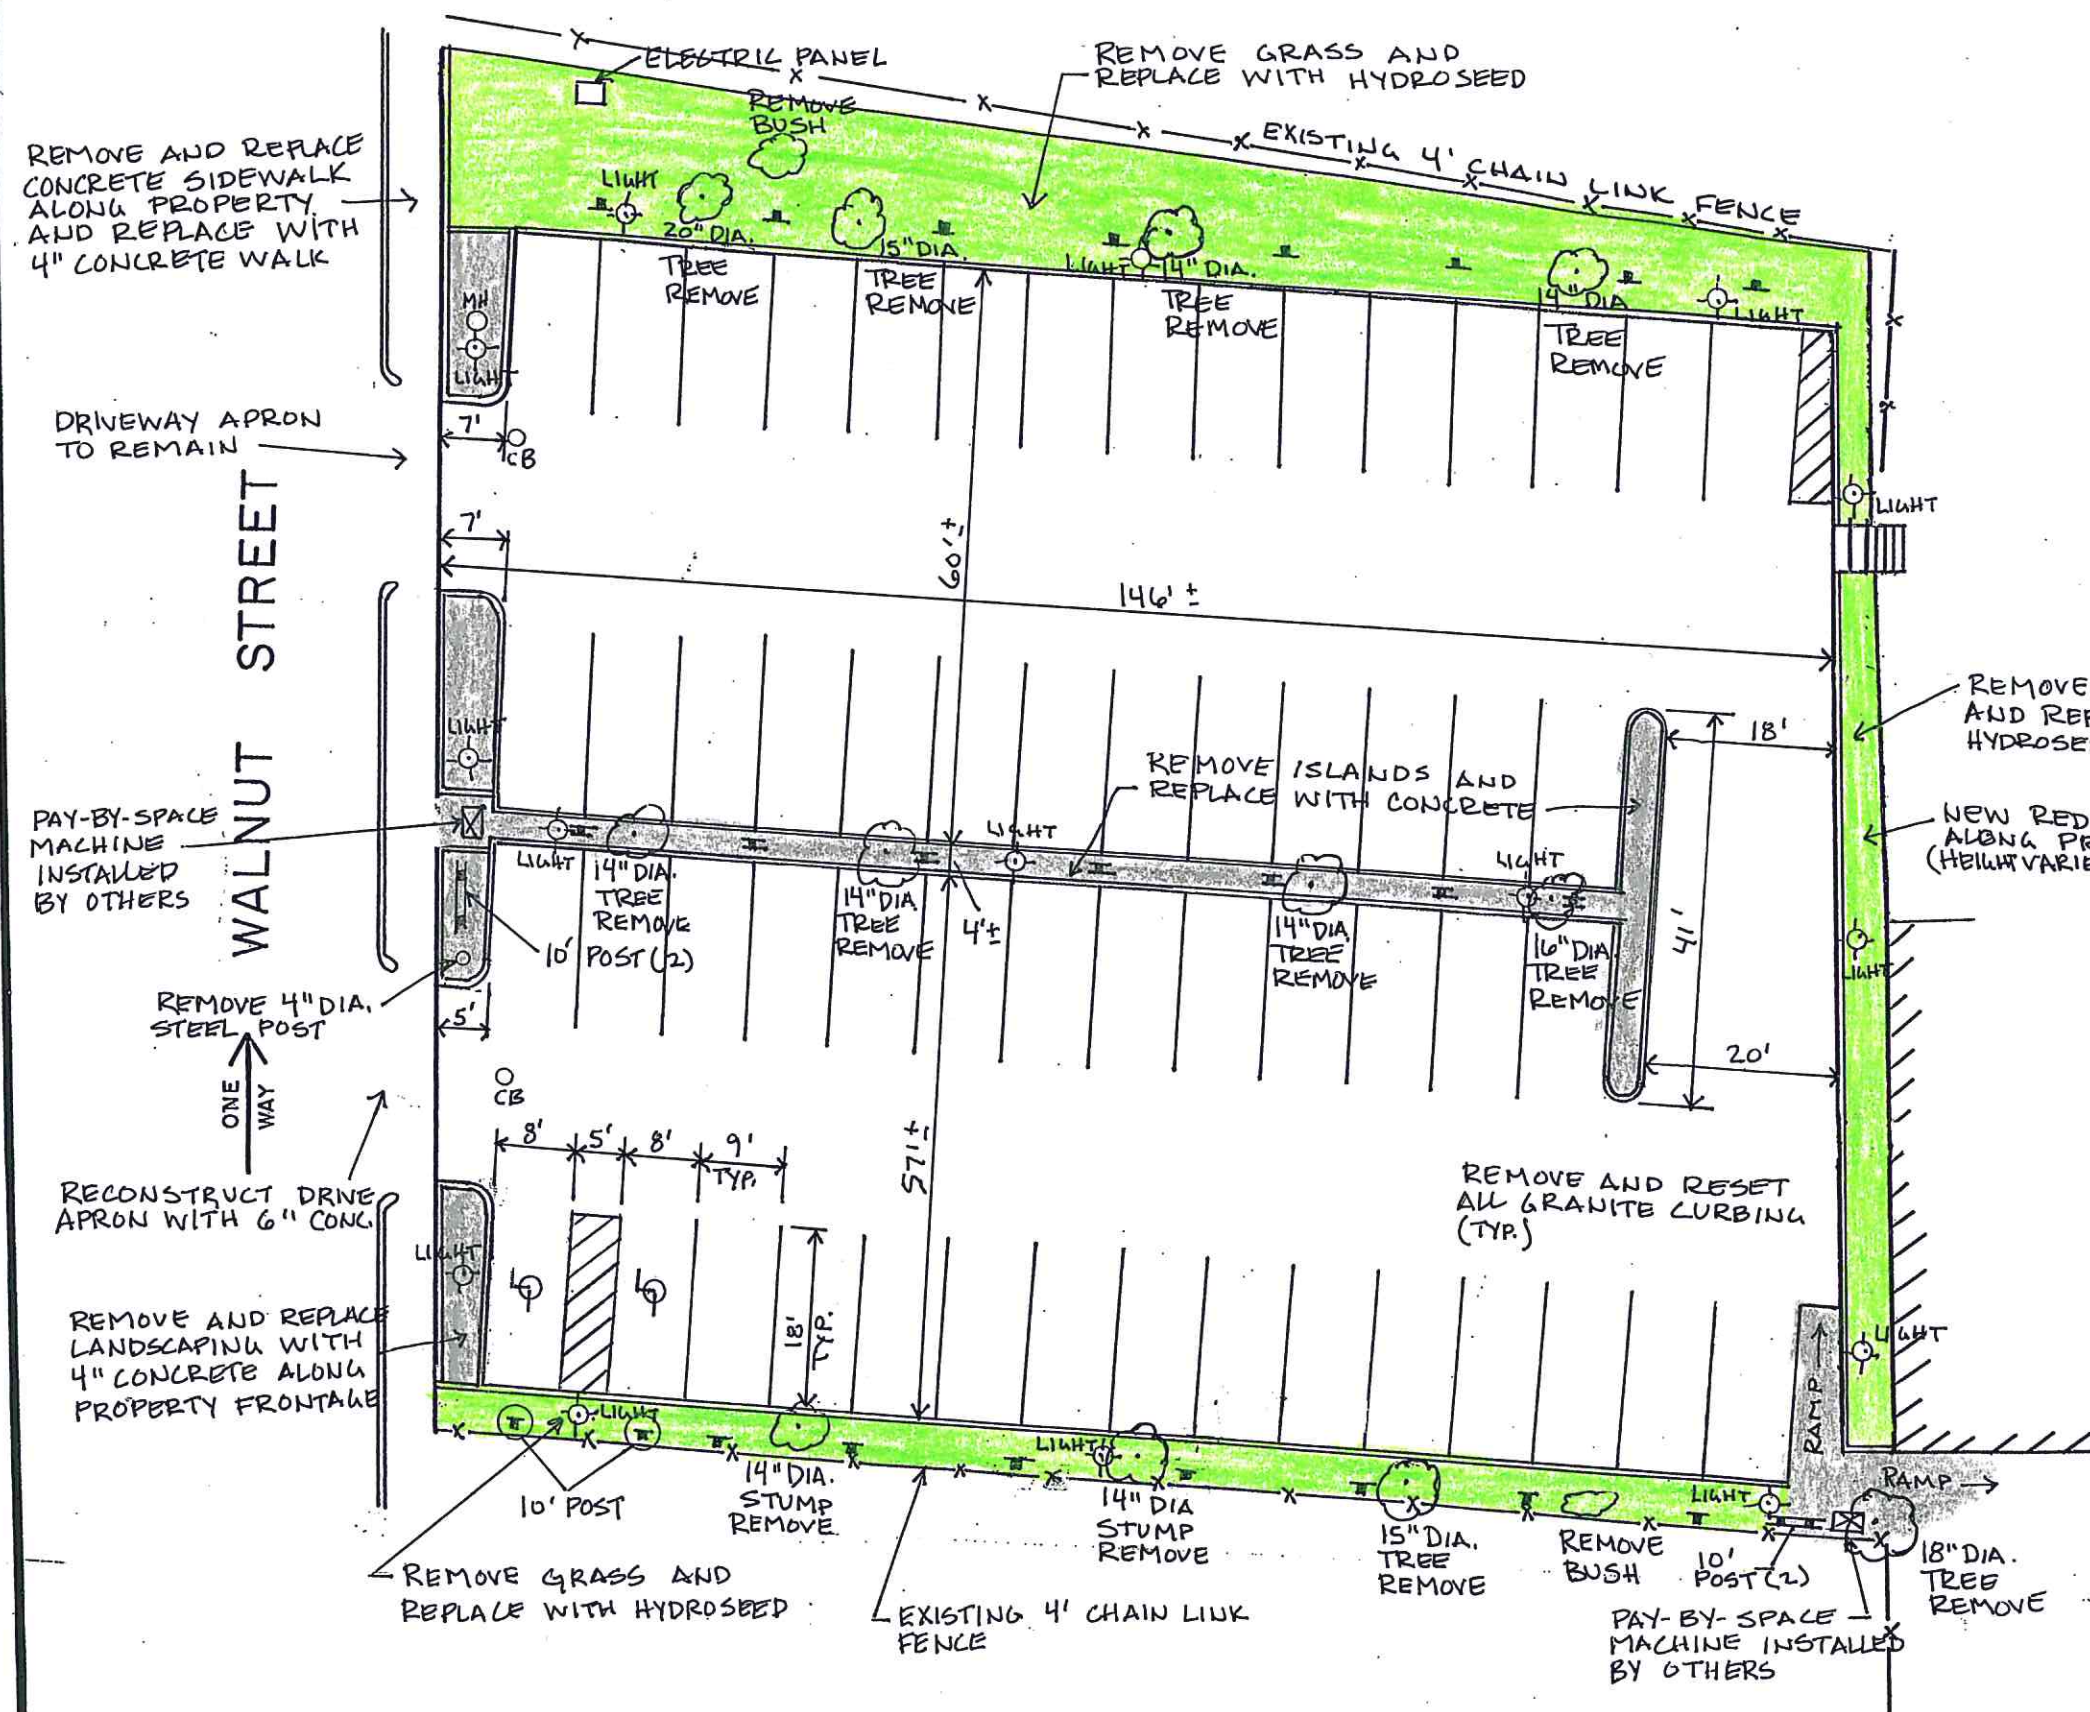 ELECTRIC PANEL
REMOVE GRASS AND
REPLACE WITH HYDROSEED
REMOVE
BUSH
EXISTING 4' CHAIN LINK FENCE
REMOVE AND REPLACE
CONCRETE SIDEWALK
ALONG PROPERTY
AND REPLACE WITH
4" CONCRETE WALK
LIGHT
20" DIA.
TREE
REMOVE
15" DIA.
TREE
REMOVE
LIGHT
14" DIA.
TREE
REMOVE
14" DIA
TREE
REMOVE
LIGHT
MH
LIGHT
DRIVEWAY APRON
TO REMAIN
7'
CB
LIGHT
7'
60'±
146'±
WALNUT STREET
REMOVE
AND
18'
LIGHT
REMOVE ISLANDS AND
REPLACE WITH CONCRETE
PAY-BY-SPACE
MACHINE
INSTALLED
BY OTHERS
NEW RED
ALONG
LIGHT
LIGHT
LIGHT
14" DIA.
TREE
REMOVE
14" DIA
TREE
REMOVE
4'±
14" DIA
TREE
REMOVE
16" DIA
TREE
REMOVE
41'
LIGHT
10' POST (2)
REMOVE 4" DIA.
STEEL POST
5'
20'
CB
ONE WAY
8'
5'
8'
9'
TYP.
57'±
RECONSTRUCT DRIVE
APRON WITH 6" CONC.
REMOVE AND RESET
ALL GRANITE CURBING
(TYP.)
LIGHT
18'
TYP.
REMOVE AND REPLACE
LANDSCAPING WITH
4" CONCRETE ALONG
PROPERTY FRONTAGE
LIGHT
RAMP
LIGHT
10' POST
14" DIA.
STUMP
REMOVE
LIGHT
14" DIA
STUMP
REMOVE
15" DIA.
TREE
REMOVE
REMOVE
BUSH
LIGHT
RAMP
10'
POST (2)
18" DIA.
TREE
REMOVE
REMOVE GRASS AND
REPLACE WITH HYDROSEED
EXISTING 4' CHAIN LINK
FENCE
PAY-BY-SPACE
MACHINE INSTALLED
BY OTHERS